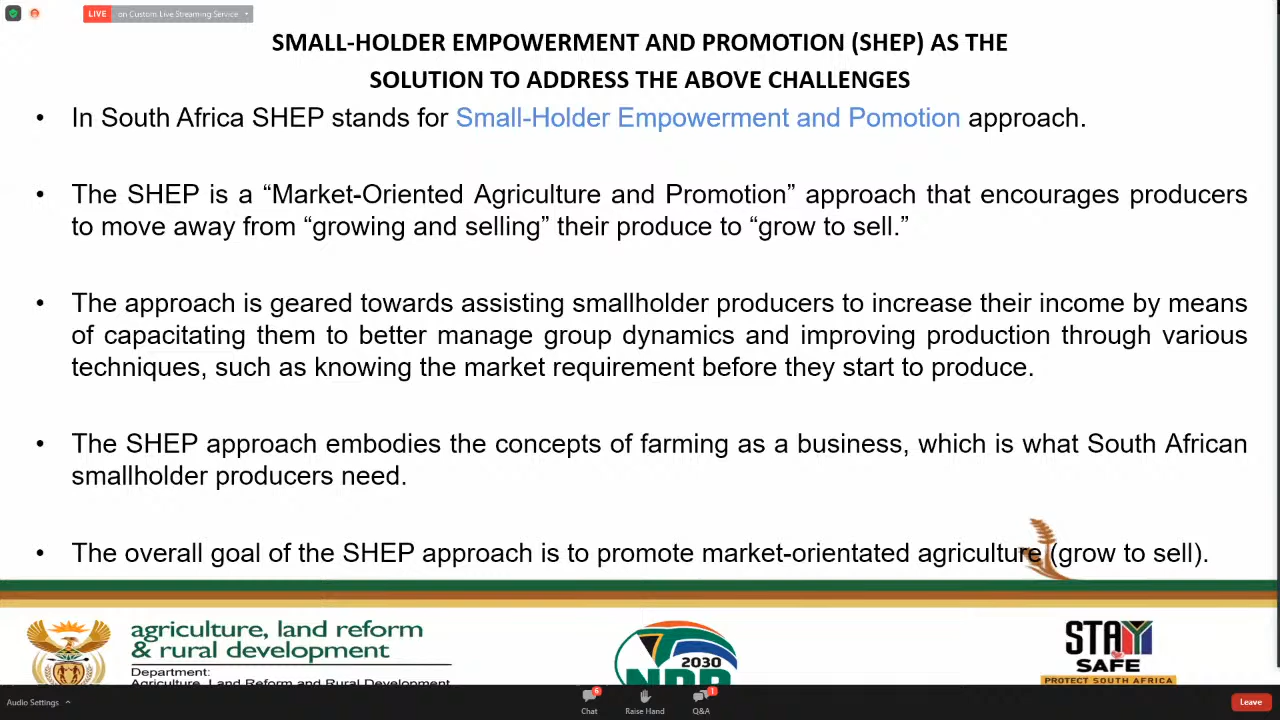 LIVE on Custom Live Streaming Service
SMALL-HOLDER EMPOWERMENT AND PROMOTION (SHEP) AS THE
SOLUTION TO ADDRESS THE ABOVE CHALLENGES
• In South Africa SHEP stands for Small-Holder Empowerment and Pomotion approach.
• The SHEP is a “Market-Oriented Agriculture and Promotion” approach that encourages producers
to move away from “growing and selling” their produce to “grow to sell.”
• The approach is geared towards assisting smallholder producers to increase their income by means
of capacitating them to better manage group dynamics and improving production through various
techniques, such as knowing the market requirement before they start to produce.
• The SHEP approach embodies the concepts of farming as a business, which is what South African
smallholder producers need.
• The overall goal of the SHEP approach is to promote market-orientated agriculture (grow to sell).
agriculture, land reform
& rural development
Department:
Agriculture, Land Reform and Rural Development
2030
NDP
STAY
SAFE
PROTECT SOUTH AFRICA
Audio Settings
6
Chat
Raise Hand
1
Q&A
Leave